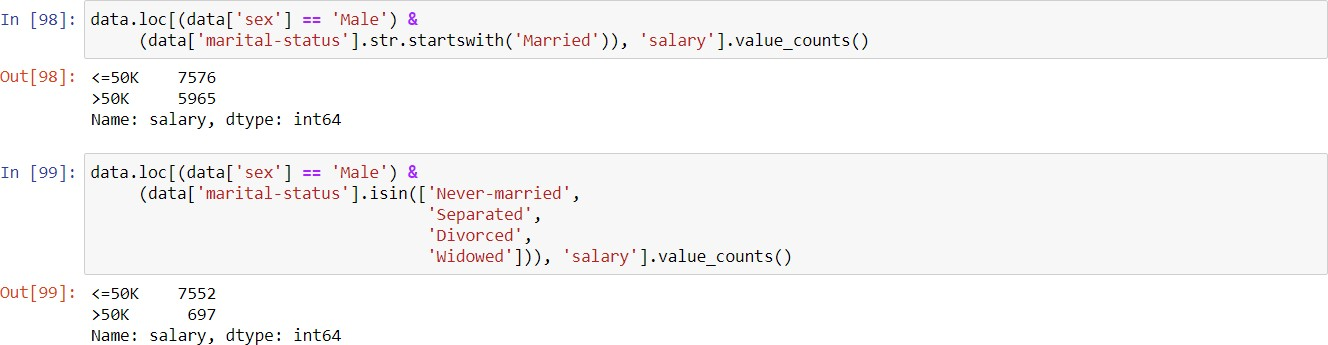 In [98]: data.loc[(data['sex'] == 'Male') &
(data['marital-status'].str.startswith('Married')), 'salary'].value_counts()
Out[98]: <=50K    7576
>50K     5965
Name: salary, dtype: int64
In [99]: data.loc[(data['sex'] == 'Male') &
(data['marital-status'].isin(['Never-married',
'Separated',
'Divorced',
'Widowed'])), 'salary'].value_counts()
Out[99]: <=50K    7552
>50K      697
Name: salary, dtype: int64